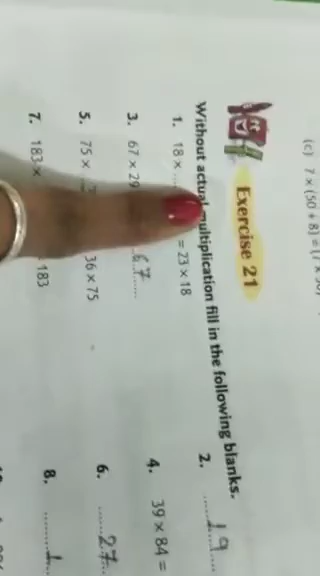 (c) 7 × (50 + 8) = (7 × 50)
Exercise 21
Without actual multiplication fill in the following blanks.
1. 18 × ... = 23 × 18
2. ...19...
3. 67 × 29 67...
4. 39 × 84 =
5. 75 × 36 × 75
6. ...27...
7. 183 × 183
8. ...1...